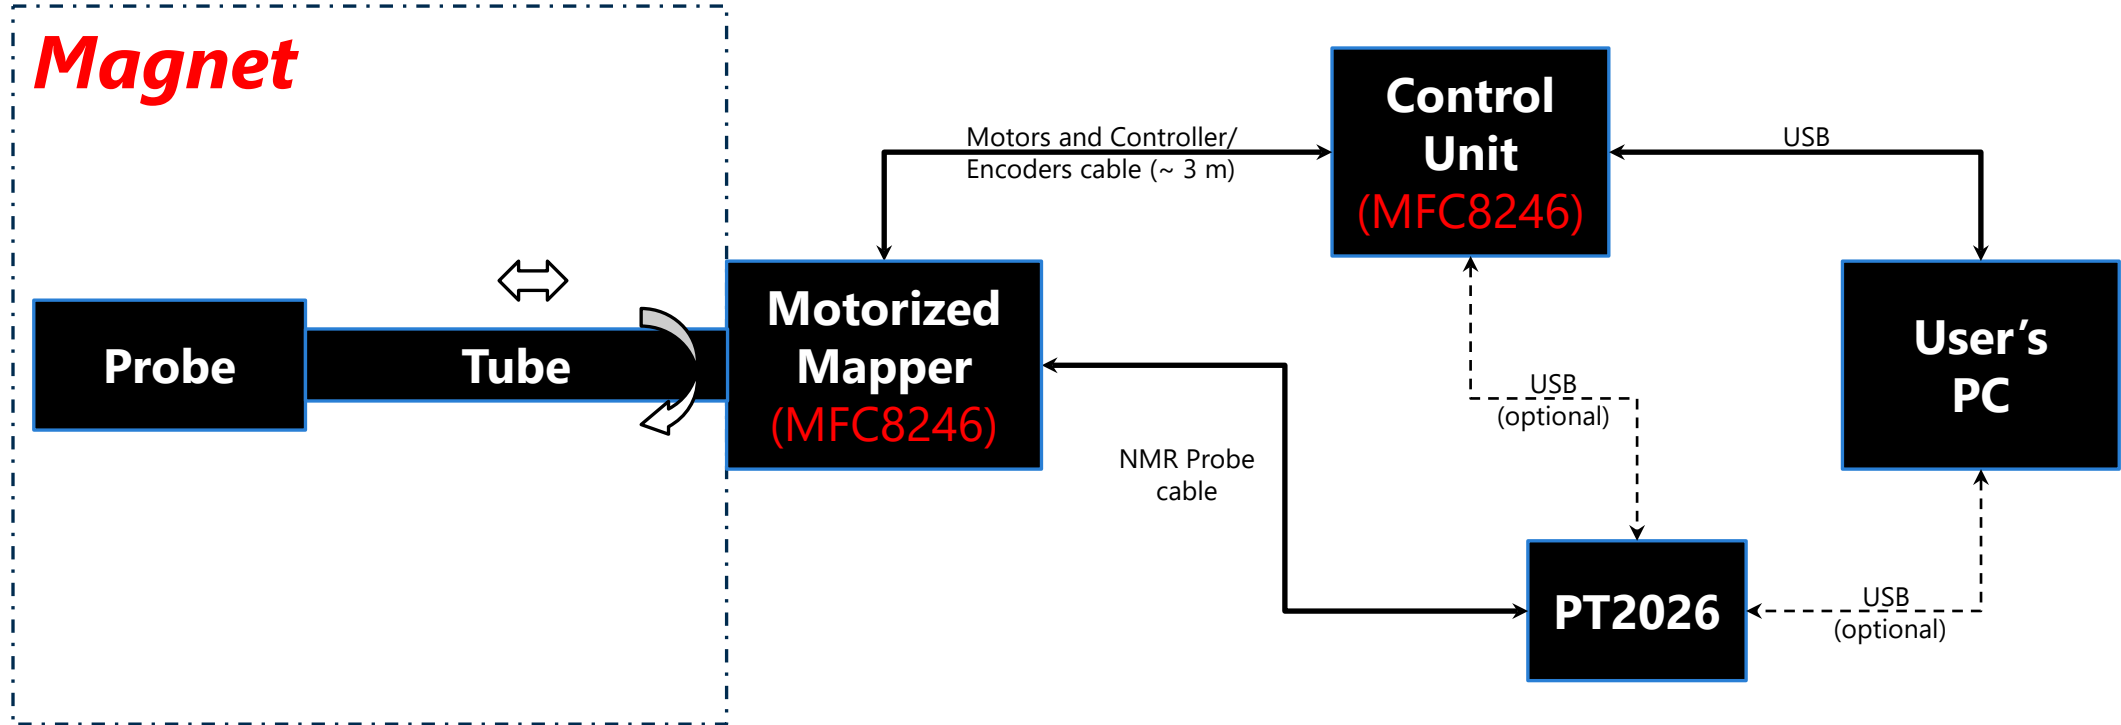 Magnet
Probe
Tube
Motorized
Mapper
(MFC8246)
Motors and Controller/
Encoders cable (~ 3 m)
Control
Unit
(MFC8246)
USB
User’s
PC
USB
(optional)
NMR Probe
cable
PT2026
USB
(optional)